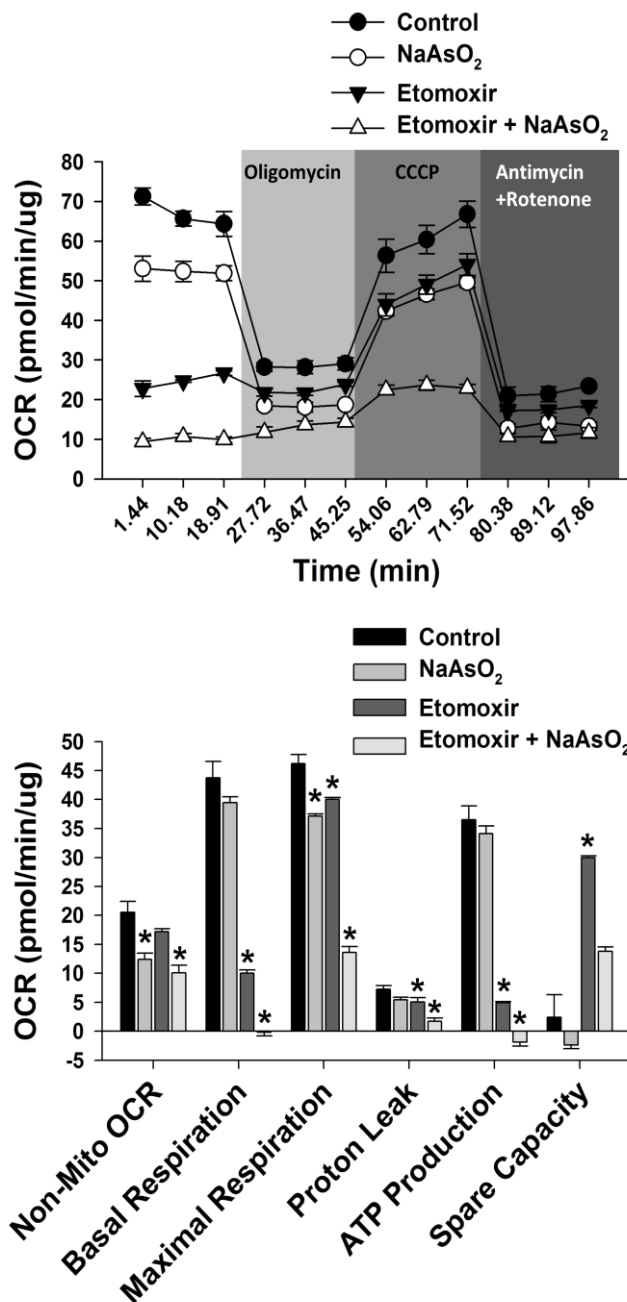 Control
NaAsO₂
Etomoxir
Etomoxir + NaAsO₂
80
70
60
50
40
30
20
10
0
OCR (pmol/min/ug)
Oligomycin
CCCP
Antimycin
+Rotenone
1.44
10.18
18.91
27.72
36.47
45.25
54.06
62.79
71.52
80.38
89.12
97.86
Time (min)
Control
NaAsO₂
Etomoxir
Etomoxir + NaAsO₂
50
45
40
35
30
25
20
15
10
5
0
-5
OCR (pmol/min/ug)
* * * * * * * * * * *
Non-Mito OCR
Basal Respiration
Maximal Respiration
Proton Leak
ATP Production
Spare Capacity